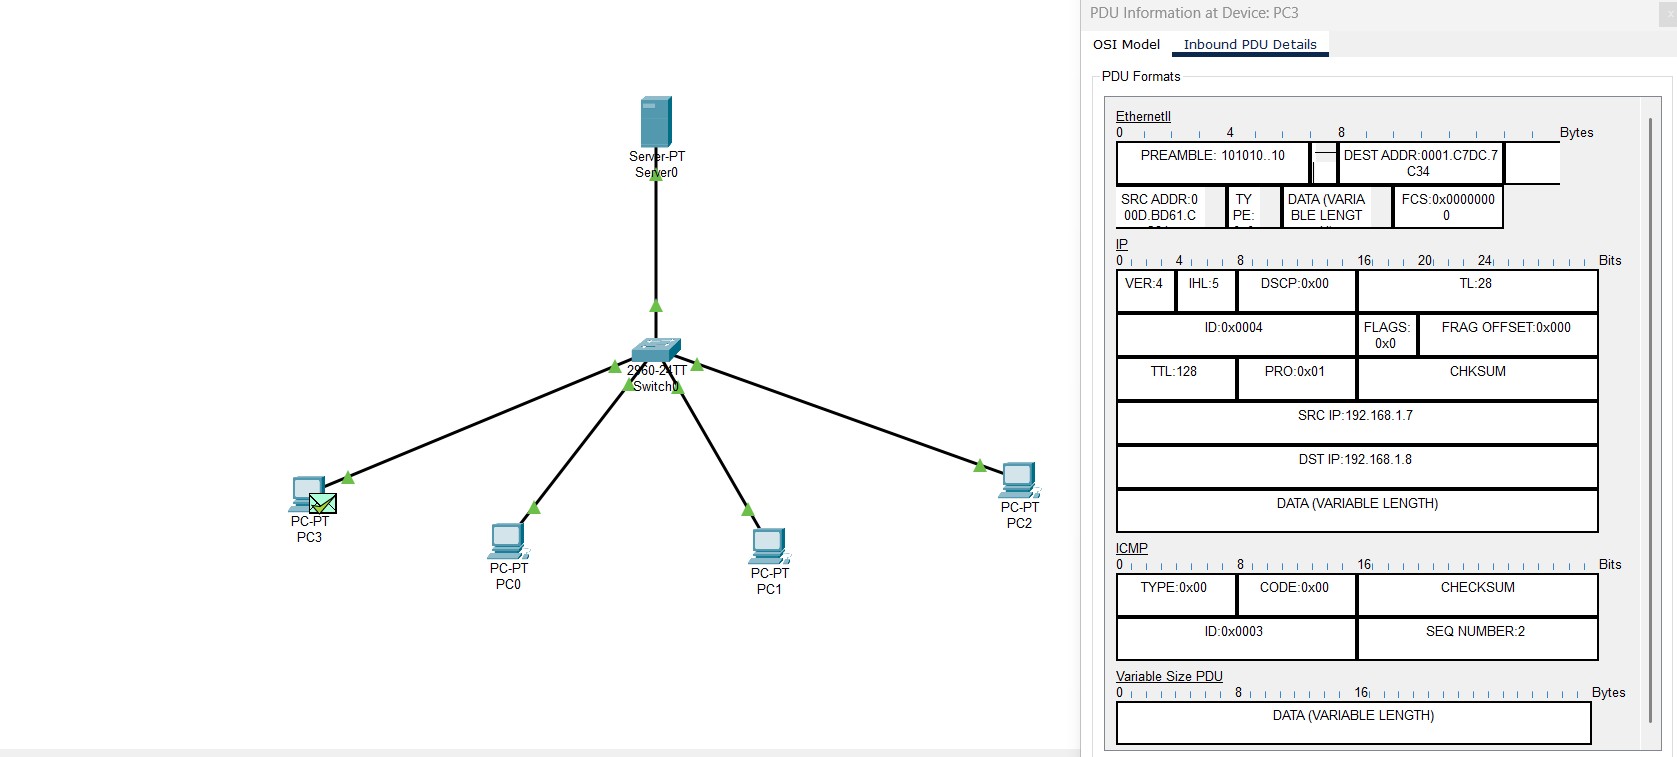 PDU Information at Device: PC3
OSI Model Inbound PDU Details
PDU Formats
EthernetII
0 4 8 Bytes
PREAMBLE: 101010..10
DEST ADDR:0001.C7DC.7
C34
SRC ADDR:0
00D.BD61.C
TY
PE:
DATA (VARIA
BLE LENGT
FCS:0x0000000
0
IP
0 4 8 16 20 24 Bits
VER:4 IHL:5 DSCP:0x00 TL:28
ID:0x0004 FLAGS:
0x0
FRAG OFFSET:0x000
TTL:128 PRO:0x01 CHKSUM
SRC IP:192.168.1.7
DST IP:192.168.1.8
DATA (VARIABLE LENGTH)
ICMP
0 8 16 Bits
TYPE:0x00 CODE:0x00 CHECKSUM
ID:0x0003 SEQ NUMBER:2
Variable Size PDU
0 8 16 Bytes
DATA (VARIABLE LENGTH)
Server-PT
Server0
2960-24TT
Switch0
PC-PT
PC3
PC-PT
PC0
PC-PT
PC1
PC-PT
PC2